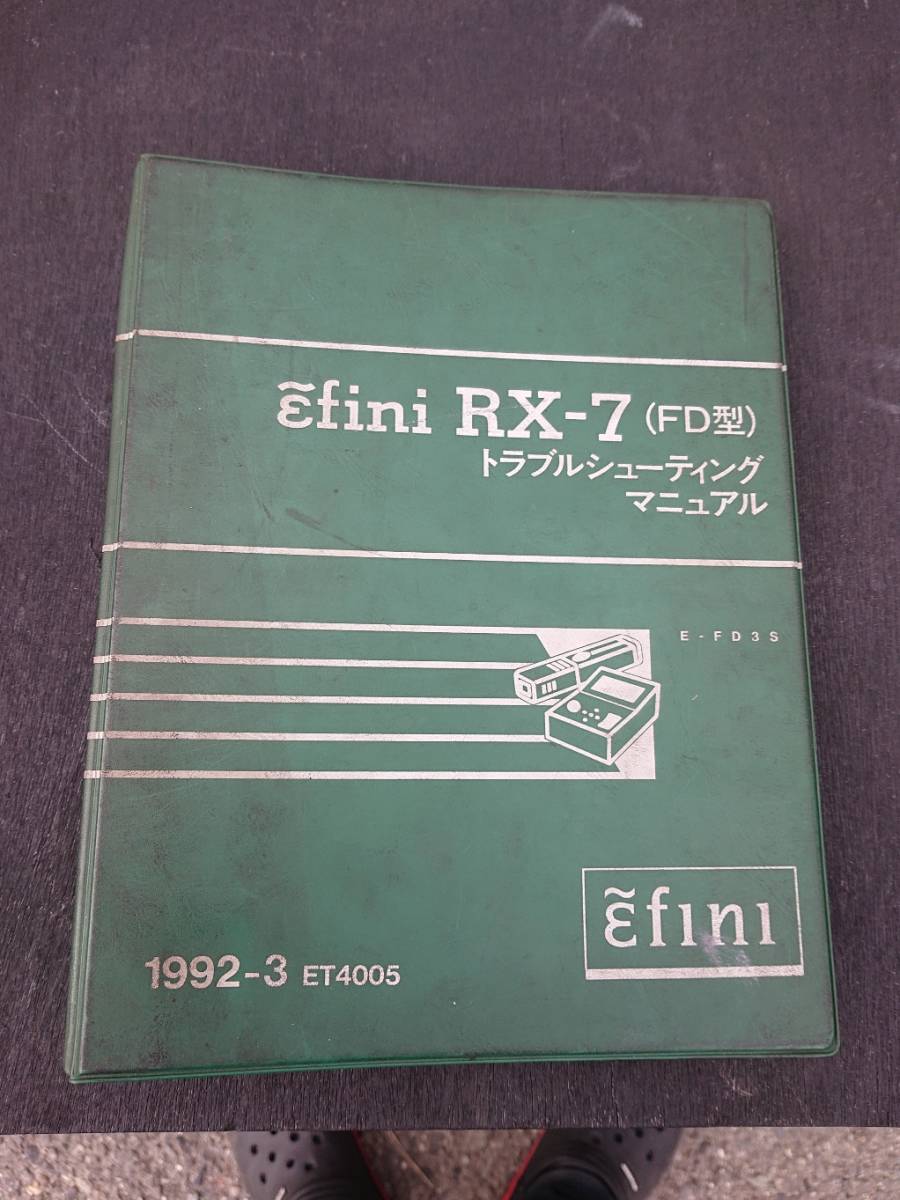 ε̃fini RX-7 (FD型)
トラブルシューティング
マニュアル
E-FD3S
ε̃fini
1992-3 ET4005